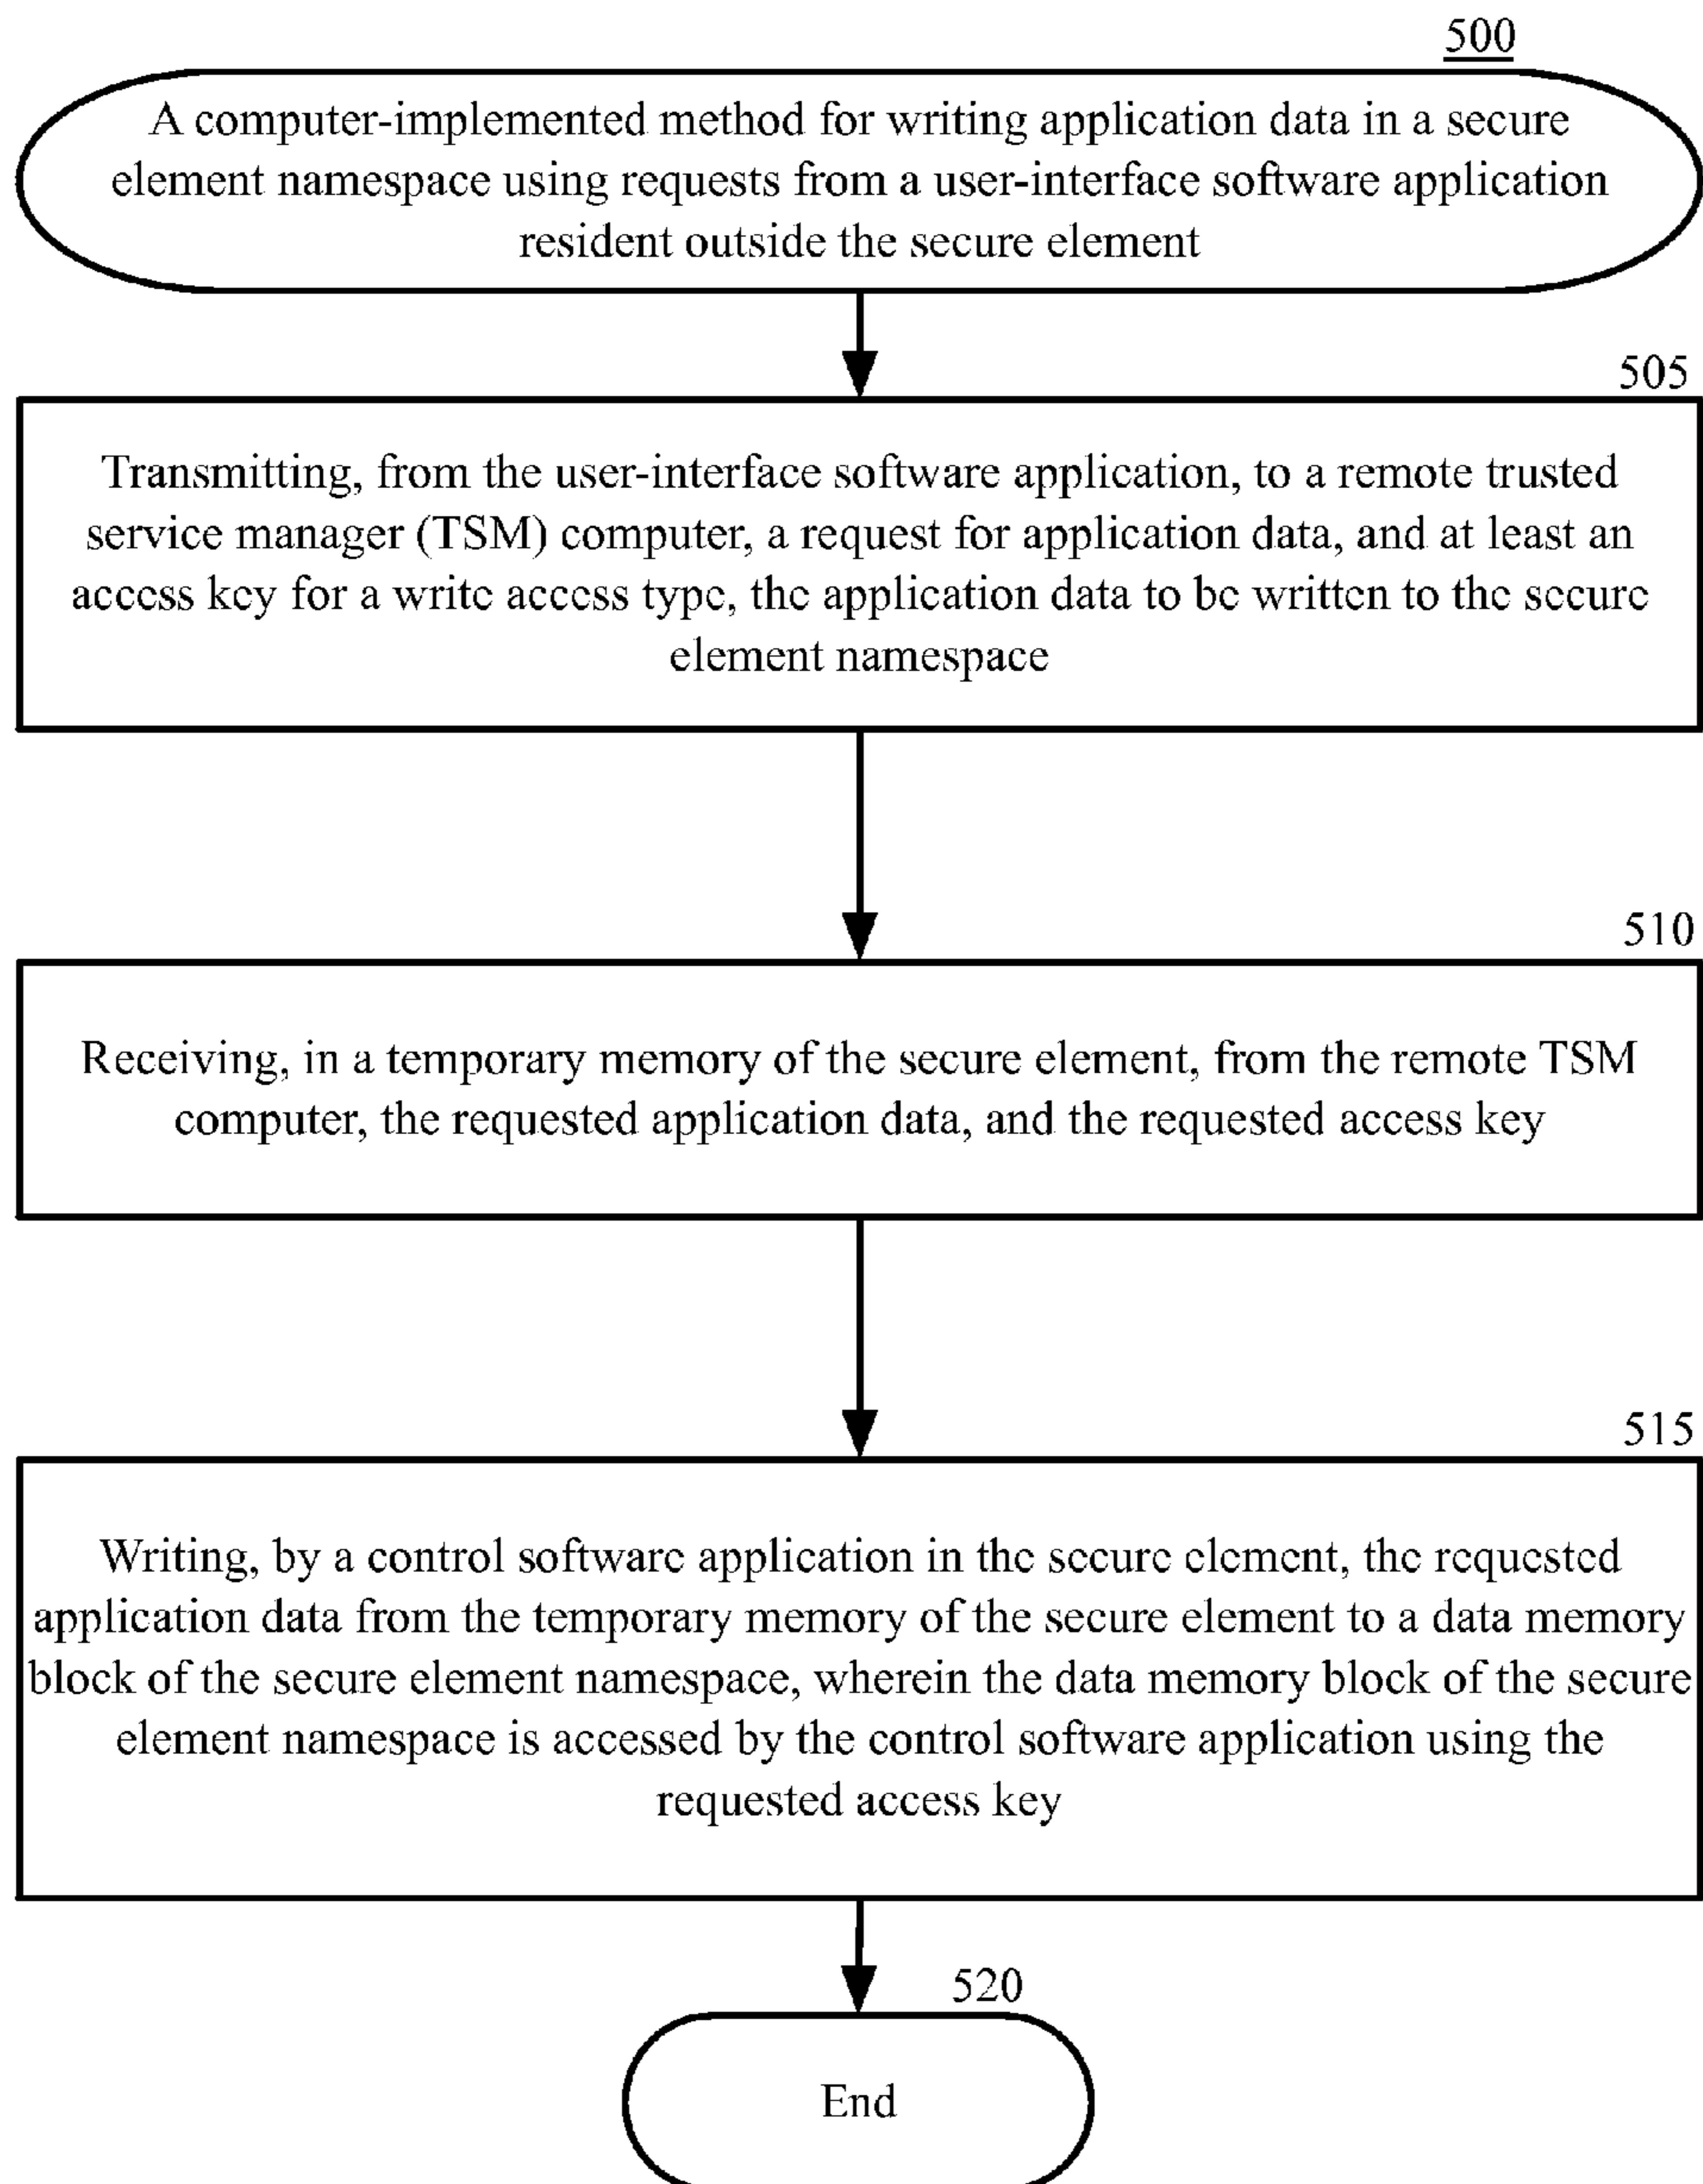 500
A computer-implemented method for writing application data in a secure
element namespace using requests from a user-interface software application
resident outside the secure element
505
Transmitting, from the user-interface software application, to a remote trusted
service manager (TSM) computer, a request for application data, and at least an
access key for a write access type, the application data to be written to the secure
element namespace
510
Receiving, in a temporary memory of the secure element, from the remote TSM
computer, the requested application data, and the requested access key
515
Writing, by a control software application in the secure element, the requested
application data from the temporary memory of the secure element to a data memory
block of the secure element namespace, wherein the data memory block of the secure
element namespace is accessed by the control software application using the
requested access key
520
End